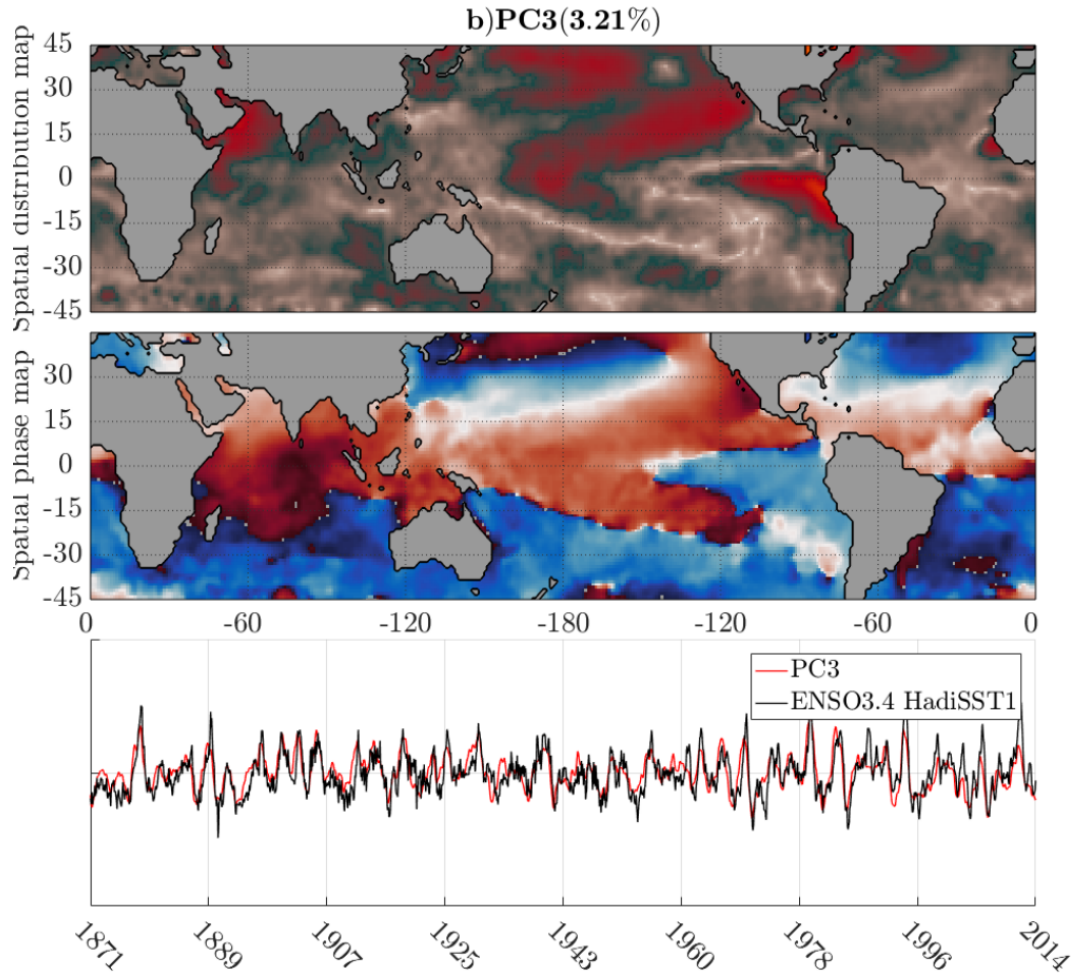 b)PC3(3.21%)
Spatial distribution map
45
30
15
0
-15
-30
-45
Spatial phase map
30
15
0
-15
-30
-45
0 -60 -120 -180 -120 -60 0
PC3
ENSO3.4 HadiSST1
1871 1889 1907 1925 1943 1960 1978 1996 2014